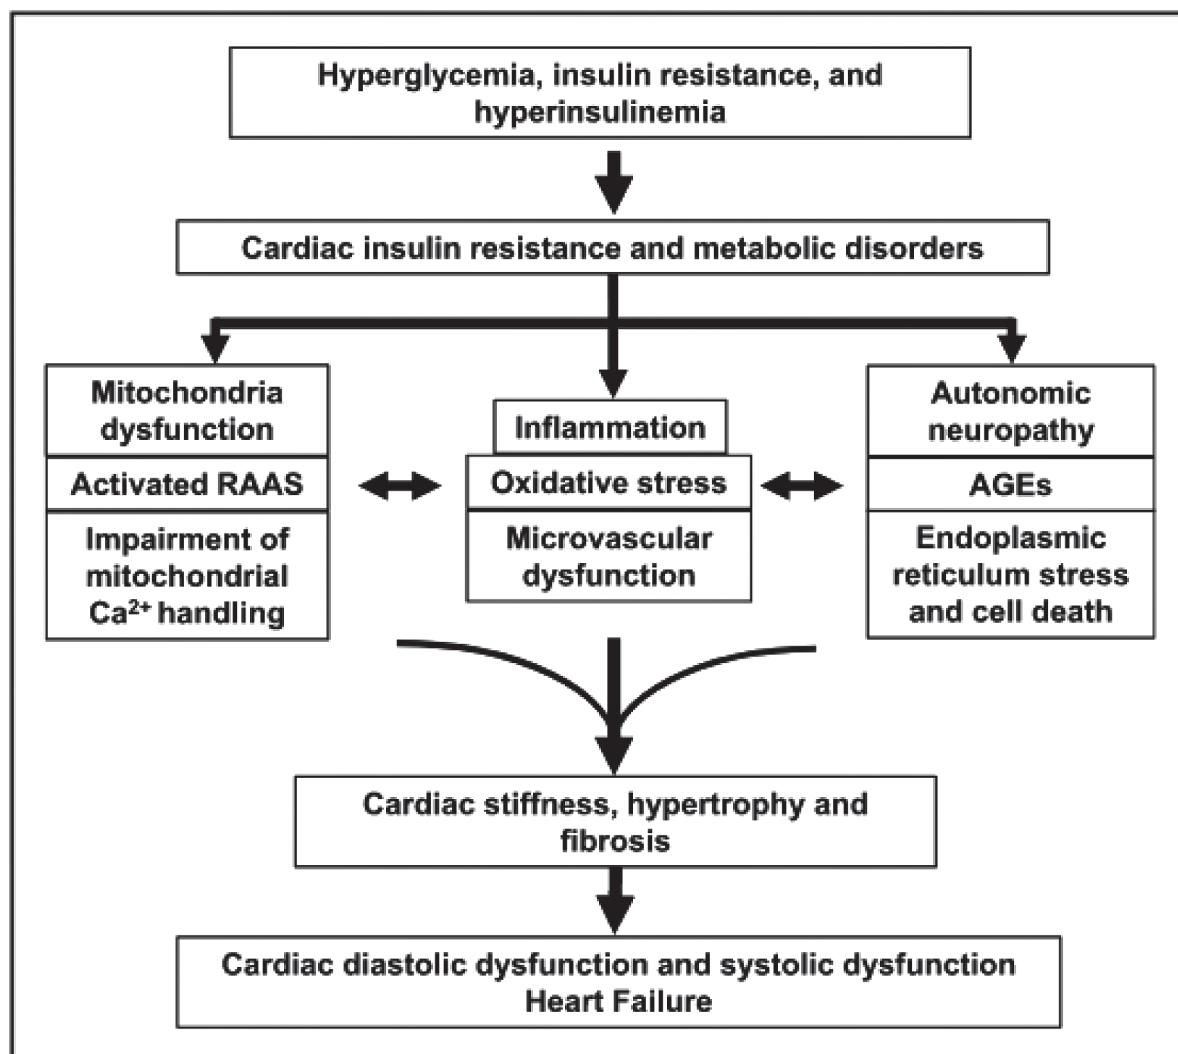 Hyperglycemia, insulin resistance, and
hyperinsulinemia
Cardiac insulin resistance and metabolic disorders
Mitochondria
dysfunction
Activated RAAS
Impairment of
mitochondrial
Ca²⁺ handling
Inflammation
Oxidative stress
Microvascular
dysfunction
Autonomic
neuropathy
AGEs
Endoplasmic
reticulum stress
and cell death
Cardiac stiffness, hypertrophy and
fibrosis
Cardiac diastolic dysfunction and systolic dysfunction
Heart Failure